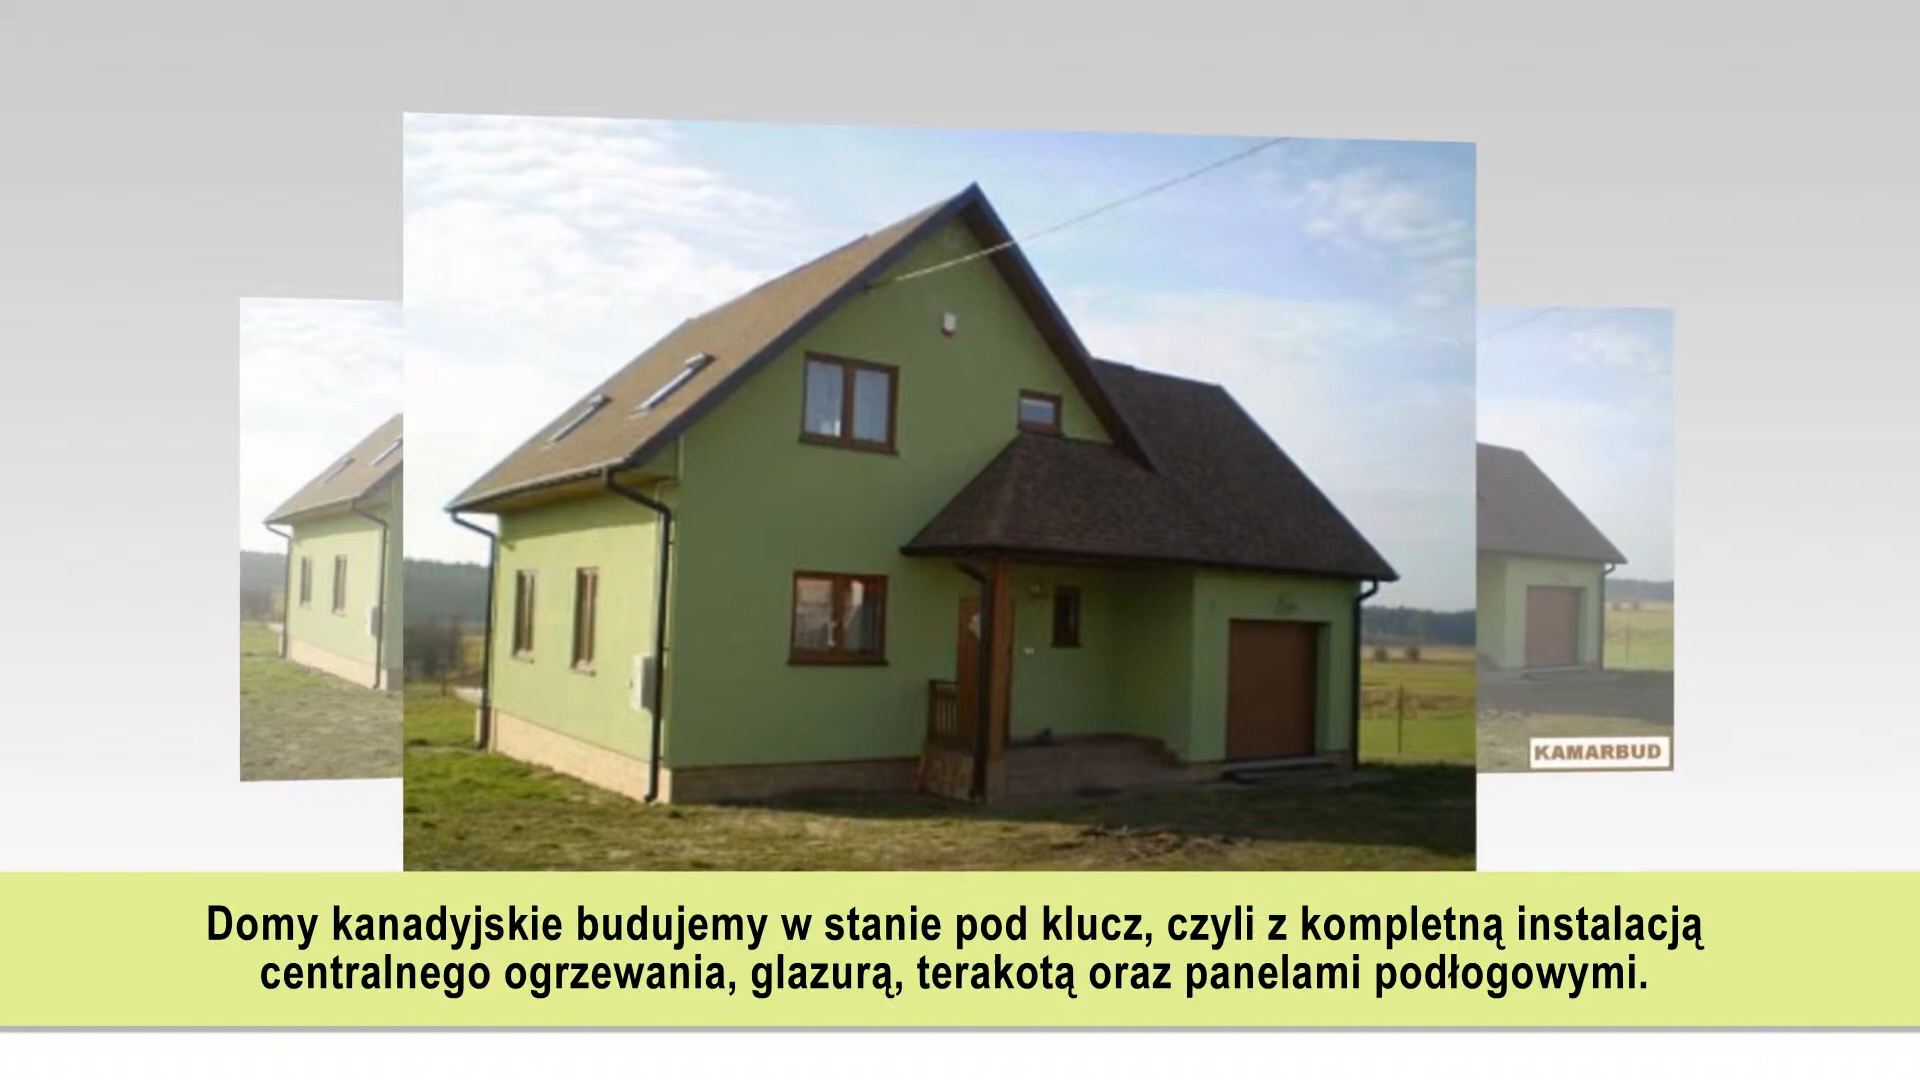 KAMARBUD
Domy kanadyjskie budujemy w stanie pod klucz, czyli z kompletną instalacją
centralnego ogrzewania, glazurą, terakotą oraz panelami podłogowymi.